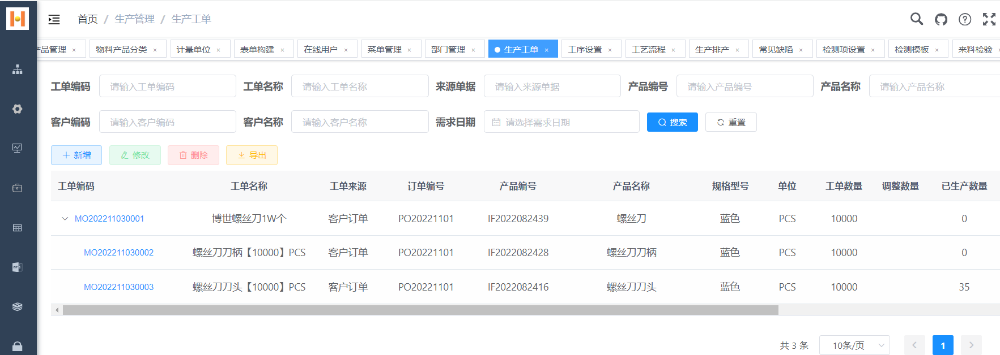 首页 / 生产管理 / 生产工单
产品管理 × 物料产品分类 × 计量单位 × 表单构建 × 在线用户 × 菜单管理 × 部门管理 × 生产工单 × 工序设置 × 工艺流程 × 生产排产 × 常见缺陷 × 检测项设置 × 检测模板 × 来料检验
工单编码 请输入工单编码 工单名称 请输入工单名称 来源单据 请输入来源单据 产品编号 请输入产品编号 产品名称 请输入产品名称
客户编码 请输入客户编码 客户名称 请输入客户名称 需求日期 请选择需求日期 搜索 重置
+ 新增 修改 删除 导出
工单编码 工单名称 工单来源 订单编号 产品编号 产品名称 规格型号 单位 工单数量 调整数量 已生产数量
MO202211030001 博世螺丝刀1W个 客户订单 PO20221101 IF2022082439 螺丝刀 蓝色 PCS 10000 0
MO202211030002 螺丝刀刀柄【10000】PCS 客户订单 PO20221101 IF2022082428 螺丝刀刀柄 蓝色 PCS 10000 0
MO202211030003 螺丝刀刀头【10000】PCS 客户订单 PO20221101 IF2022082416 螺丝刀刀头 蓝色 PCS 10000 35
共 3 条 10条/页 1